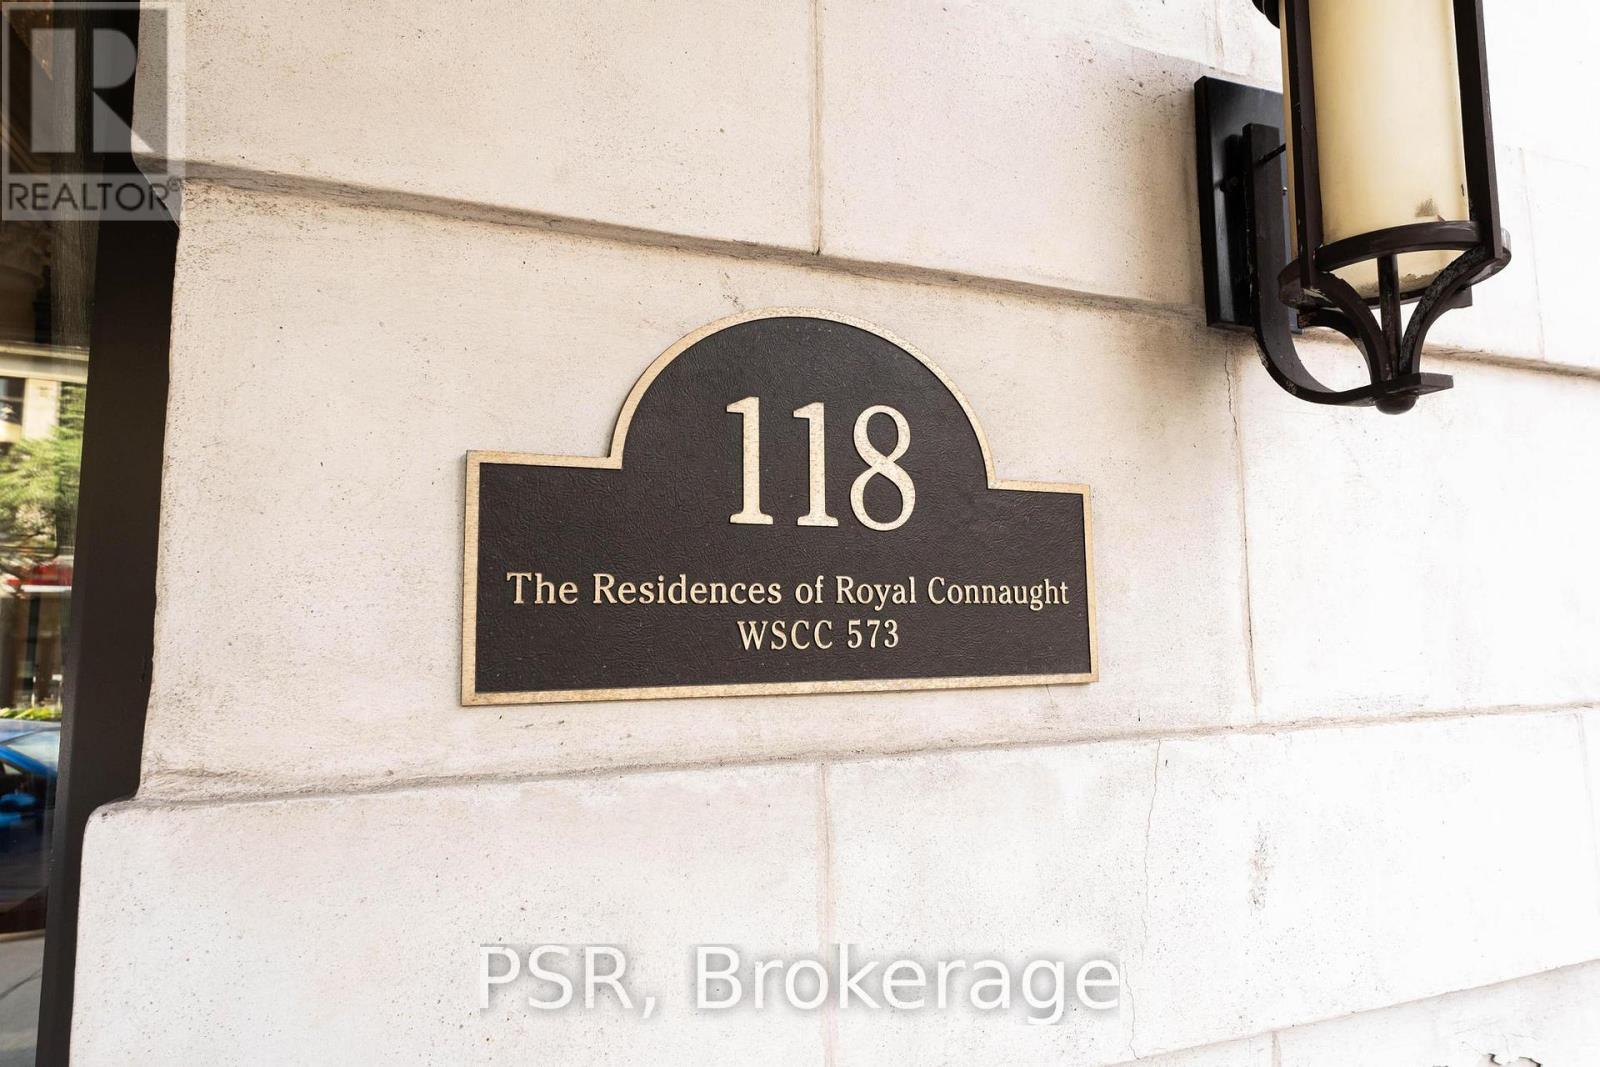 R
REALTOR®
118
The Residences of Royal Connaught
WSCC 573
PSR, Brokerage